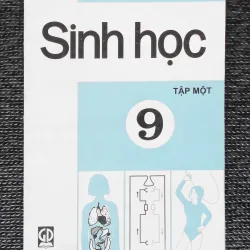 Sinh học
TẬP MỘT
9
GD